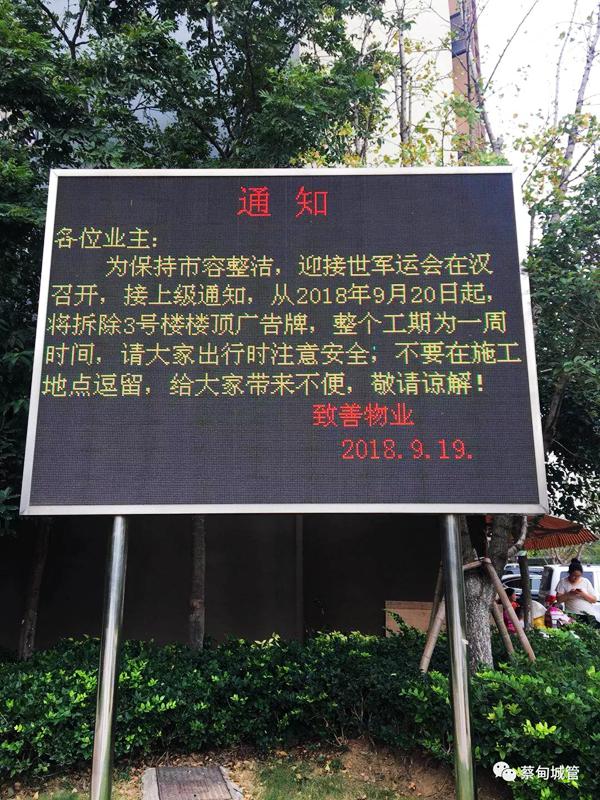 通 知
各位业主：
为保持市容整洁，迎接世军运会在汉
召开，接上级通知，从2018年9月20日起，
将拆除3号楼楼顶广告牌，整个工期为一周
时间，请大家出行时注意安全；不要在施工
地点逗留，给大家带来不便，敬请谅解！
致善物业
2018.9.19.
蔡甸城管